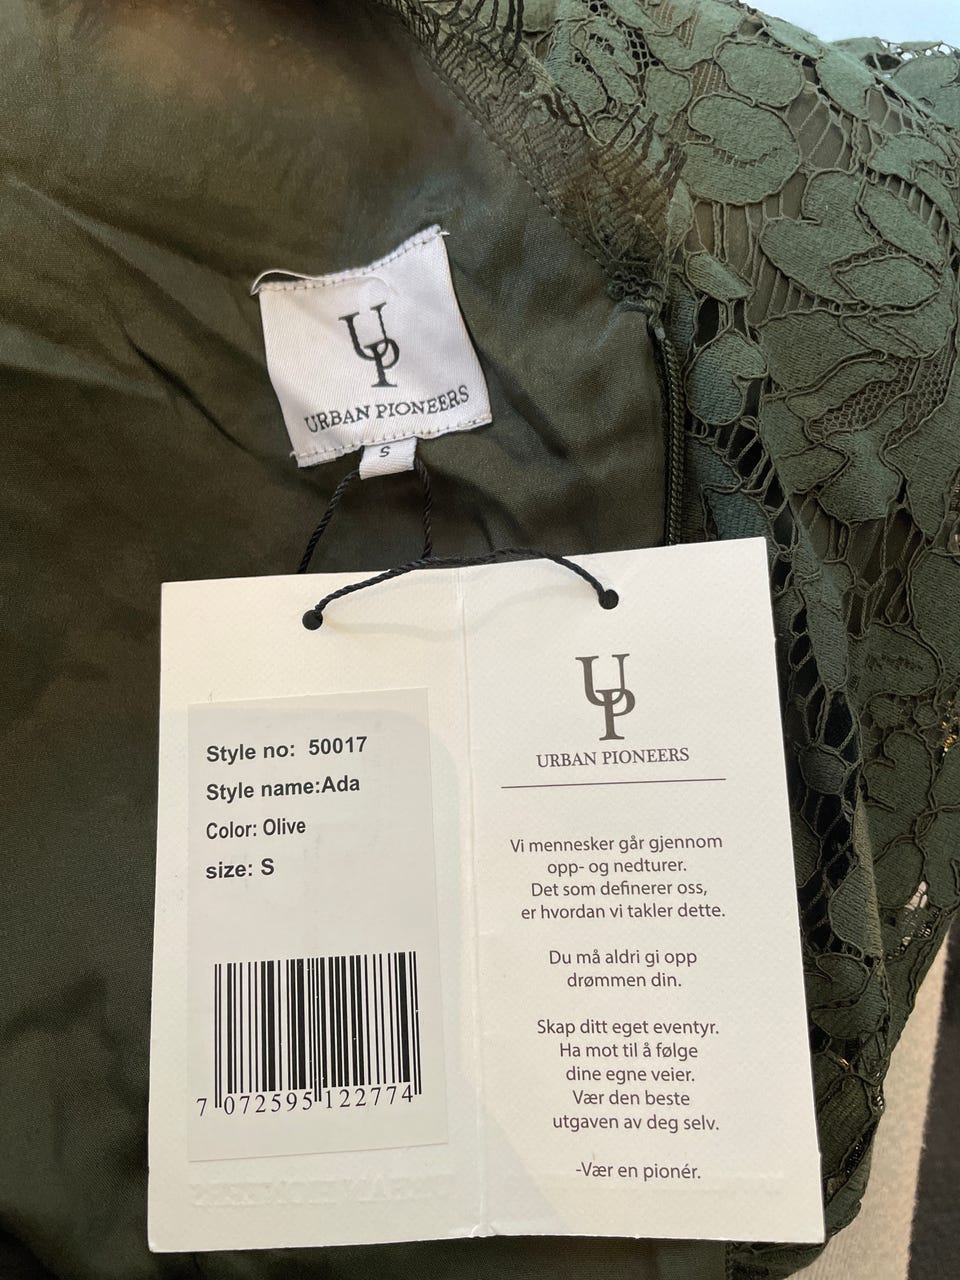 UP
URBAN PIONEERS
S
Style no: 50017
Style name:Ada
Color: Olive
size: S
7 072595 122774
UP
URBAN PIONEERS
Vi mennesker går gjennom
opp- og nedturer.
Det som definerer oss,
er hvordan vi takler dette.
Du må aldri gi opp
drømmen din.
Skap ditt eget eventyr.
Ha mot til å følge
dine egne veier.
Vær den beste
utgaven av deg selv.
-Vær en pionér.